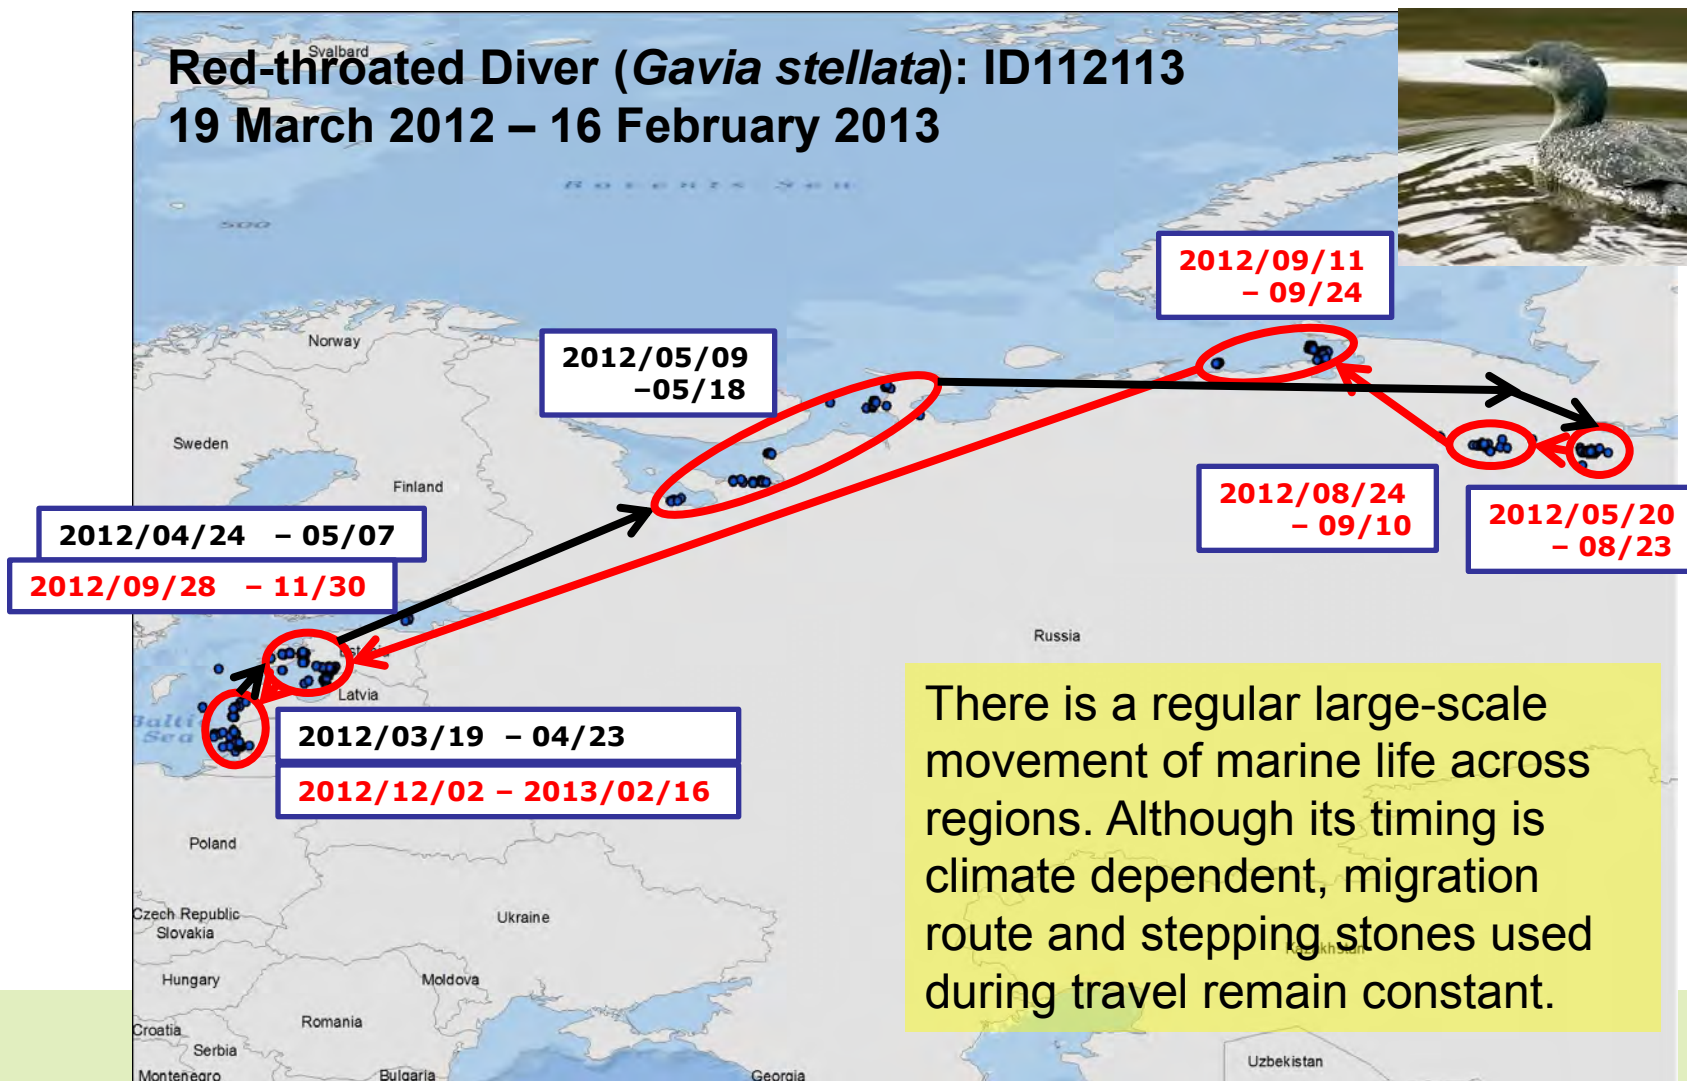 Svalbard
Red-throated Diver (Gavia stellata): ID112113
19 March 2012 – 16 February 2013
500
2012/09/11
– 09/24
Norway
2012/05/09
–05/18
Sweden
Finland
2012/08/24
– 09/10
2012/05/20
– 08/23
2012/04/24 – 05/07
2012/09/28 – 11/30
Russia
Estonia
Latvia
Baltic
Sea
2012/03/19 – 04/23
2012/12/02 – 2013/02/16
There is a regular large-scale
movement of marine life across
regions. Although its timing is
climate dependent, migration
route and stepping stones used
during travel remain constant.
Poland
Czech Republic
Slovakia
Ukraine
Kazakhstan
Hungary
Moldova
Croatia
Romania
Serbia
Uzbekistan
Montenegro
Bulgaria
Georgia